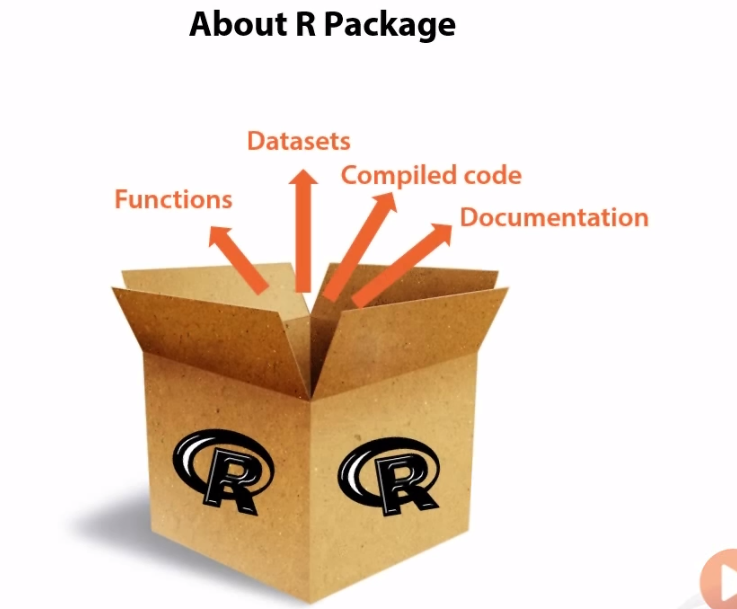 About R Package
Datasets
Compiled code
Functions
Documentation
R R